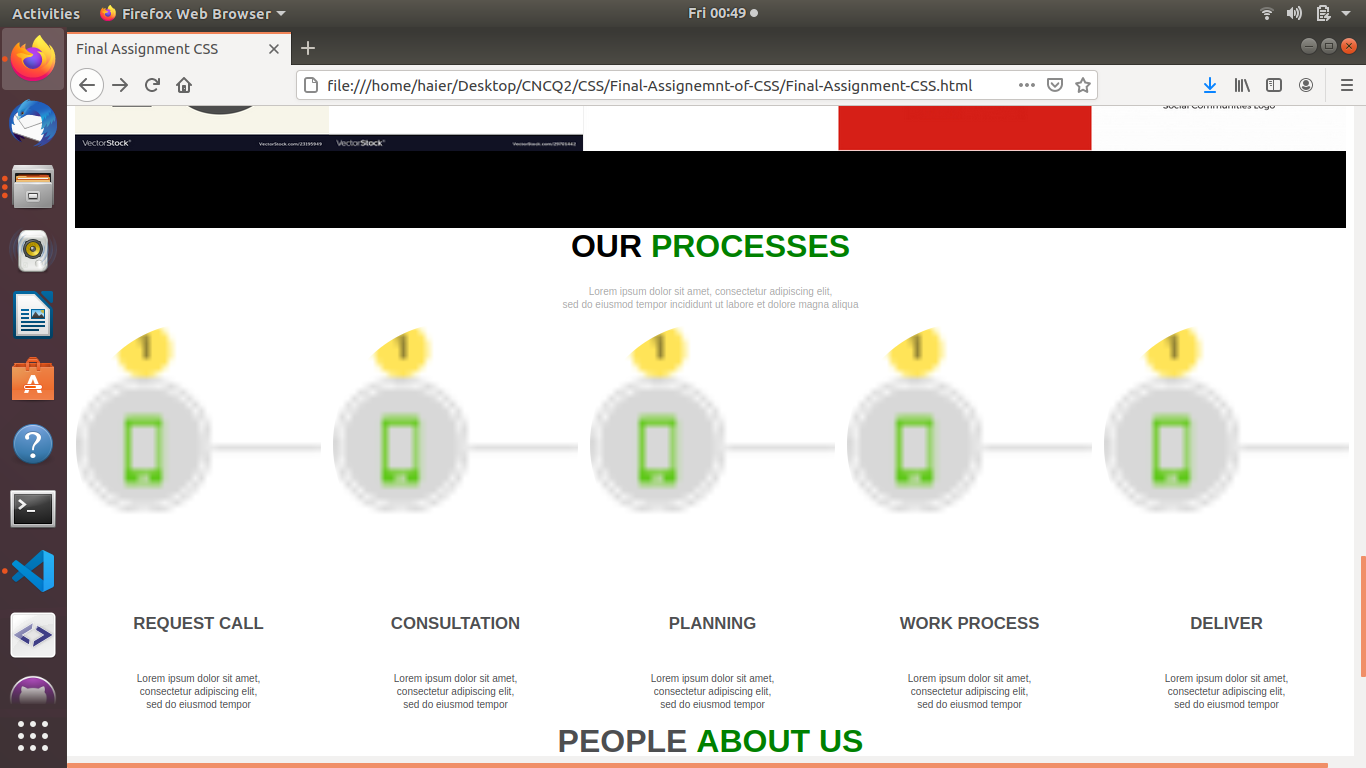 Activities
Firefox Web Browser
Fri 00:49
Final Assignment CSS
file:///home/haier/Desktop/CNCQ2/CSS/Final-Assignemnt-of-CSS/Final-Assignment-CSS.html
Social Communities Logo
VectorStock®
VectorStock.com/23195949
VectorStock®
VectorStock.com/25701442
OUR PROCESSES
Lorem ipsum dolor sit amet, consectetur adipiscing elit,
sed do eiusmod tempor incididunt ut labore et dolore magna aliqua
REQUEST CALL
CONSULTATION
PLANNING
WORK PROCESS
DELIVER
Lorem ipsum dolor sit amet,
consectetur adipiscing elit,
sed do eiusmod tempor
Lorem ipsum dolor sit amet,
consectetur adipiscing elit,
sed do eiusmod tempor
Lorem ipsum dolor sit amet,
consectetur adipiscing elit,
sed do eiusmod tempor
Lorem ipsum dolor sit amet,
consectetur adipiscing elit,
sed do eiusmod tempor
Lorem ipsum dolor sit amet,
consectetur adipiscing elit,
sed do eiusmod tempor
PEOPLE ABOUT US